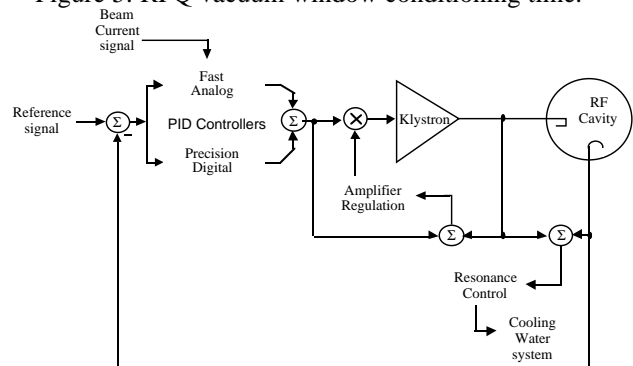 Figure 3. RFQ vacuum window conditioning time.
Beam
Current
signal
Fast
Analog
Reference
signal
Σ
PID Controllers
Σ
Klystron
RF
Cavity
Precision
Digital
Amplifier
Regulation
Σ
Σ
Resonance
Control
Cooling
Water
system